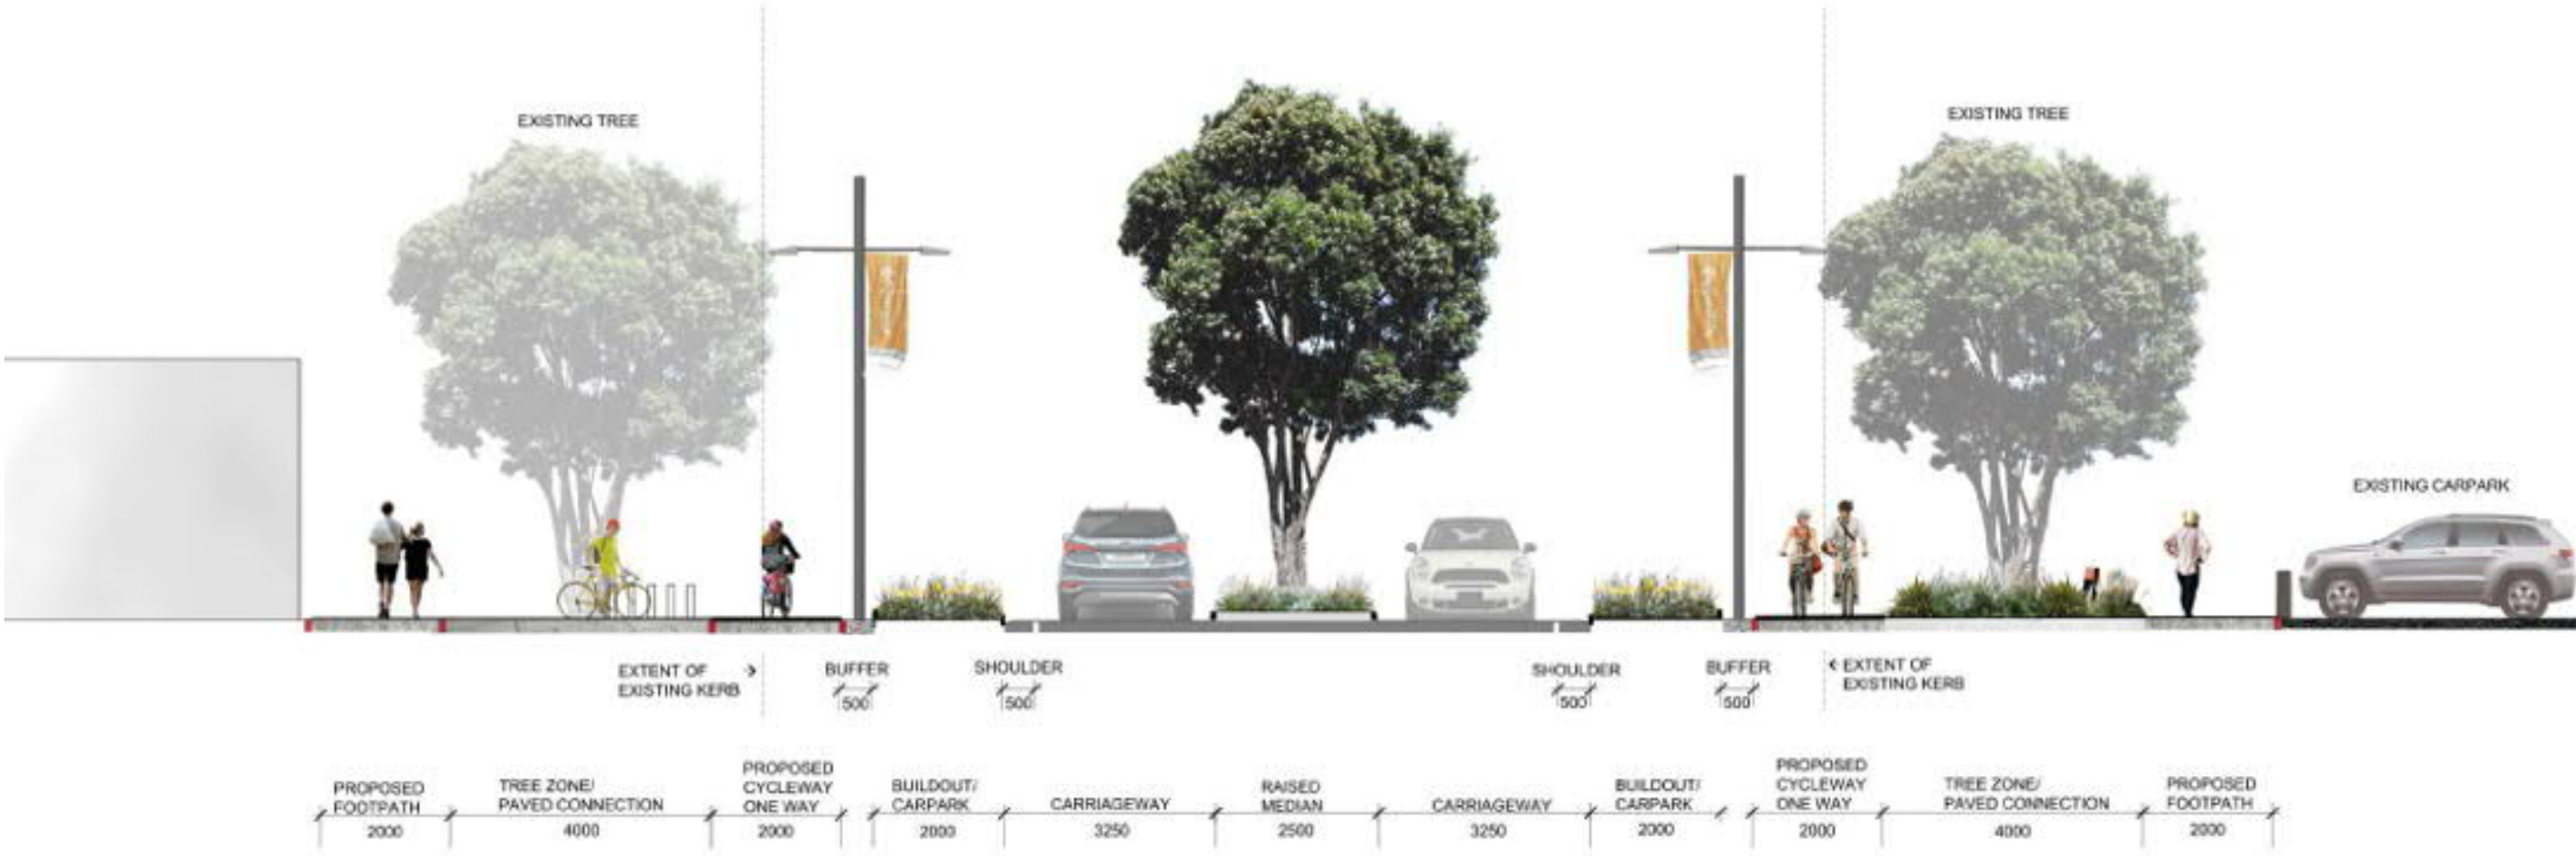 EXISTING TREE
EXISTING TREE
EXISTING CARPARK
EXTENT OF
EXISTING KERB
BUFFER
500
SHOULDER
500
SHOULDER
500
BUFFER
500
EXTENT OF
EXISTING KERB
PROPOSED
FOOTPATH
2000
TREE ZONE/
PAVED CONNECTION
4000
PROPOSED
CYCLEWAY
ONE WAY
2000
BUILDOUT/
CARPARK
2000
CARRIAGEWAY
3250
RAISED
MEDIAN
2500
CARRIAGEWAY
3250
BUILDOUT/
CARPARK
2000
PROPOSED
CYCLEWAY
ONE WAY
2000
TREE ZONE/
PAVED CONNECTION
4000
PROPOSED
FOOTPATH
2000